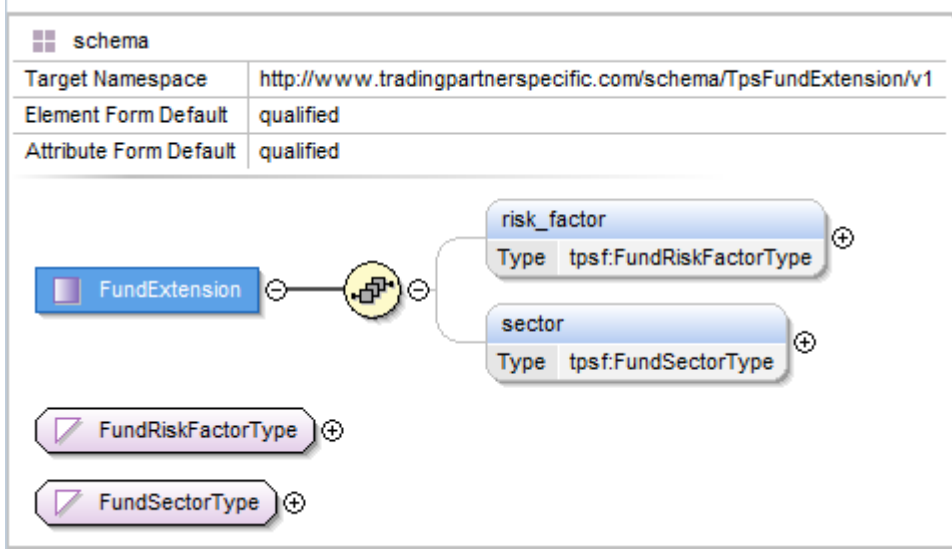 schema
Target Namespace http://www.tradingpartnerspecific.com/schema/TpsFundExtension/v1
Element Form Default qualified
Attribute Form Default qualified
risk_factor
Type tpsf:FundRiskFactorType
FundExtension
sector
Type tpsf:FundSectorType
FundRiskFactorType
FundSectorType